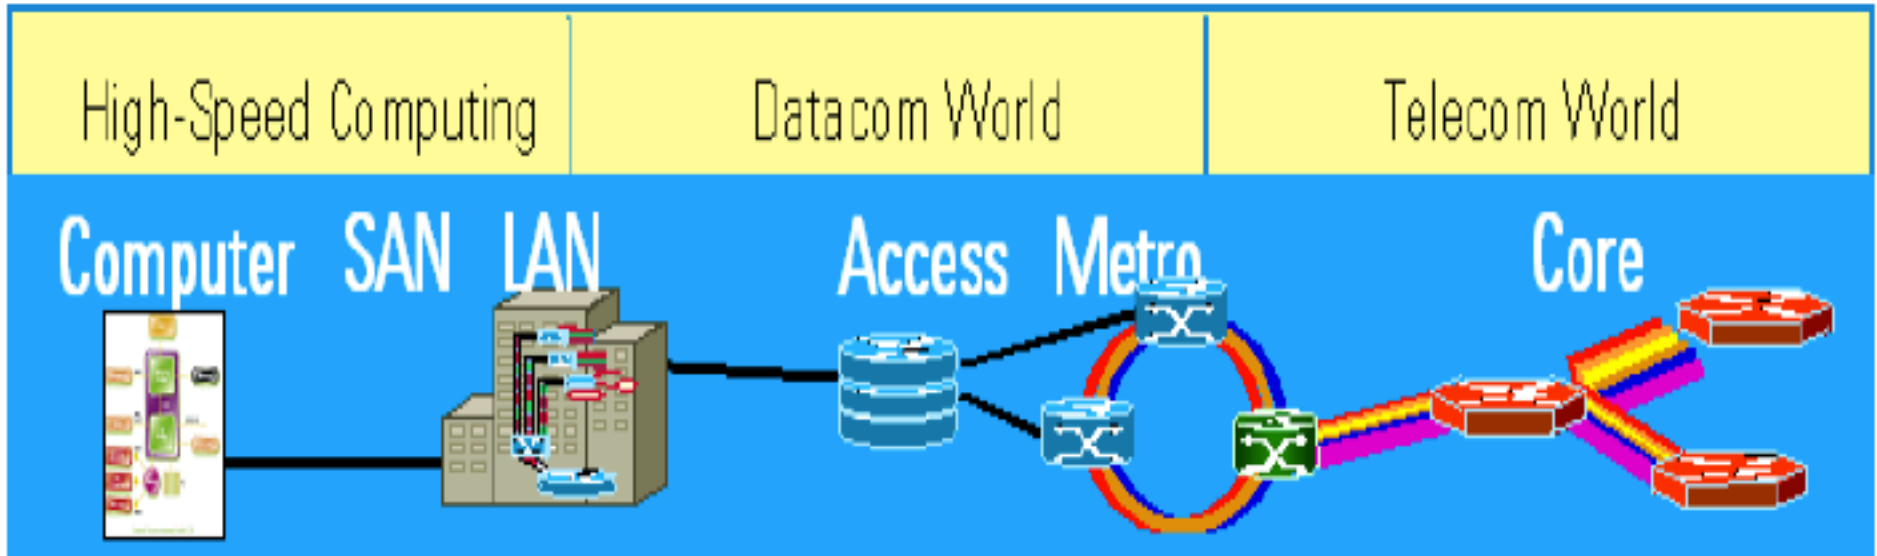 High-Speed Computing Datacom World Telecom World
Computer SAN LAN Access Metro Core